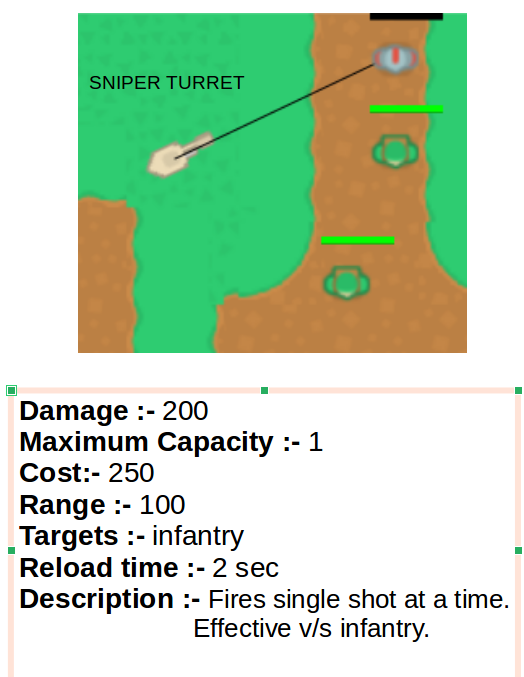 SNIPER TURRET
Damage :- 200
Maximum Capacity :- 1
Cost:- 250
Range :- 100
Targets :- infantry
Reload time :- 2 sec
Description :- Fires single shot at a time.
Effective v/s infantry.